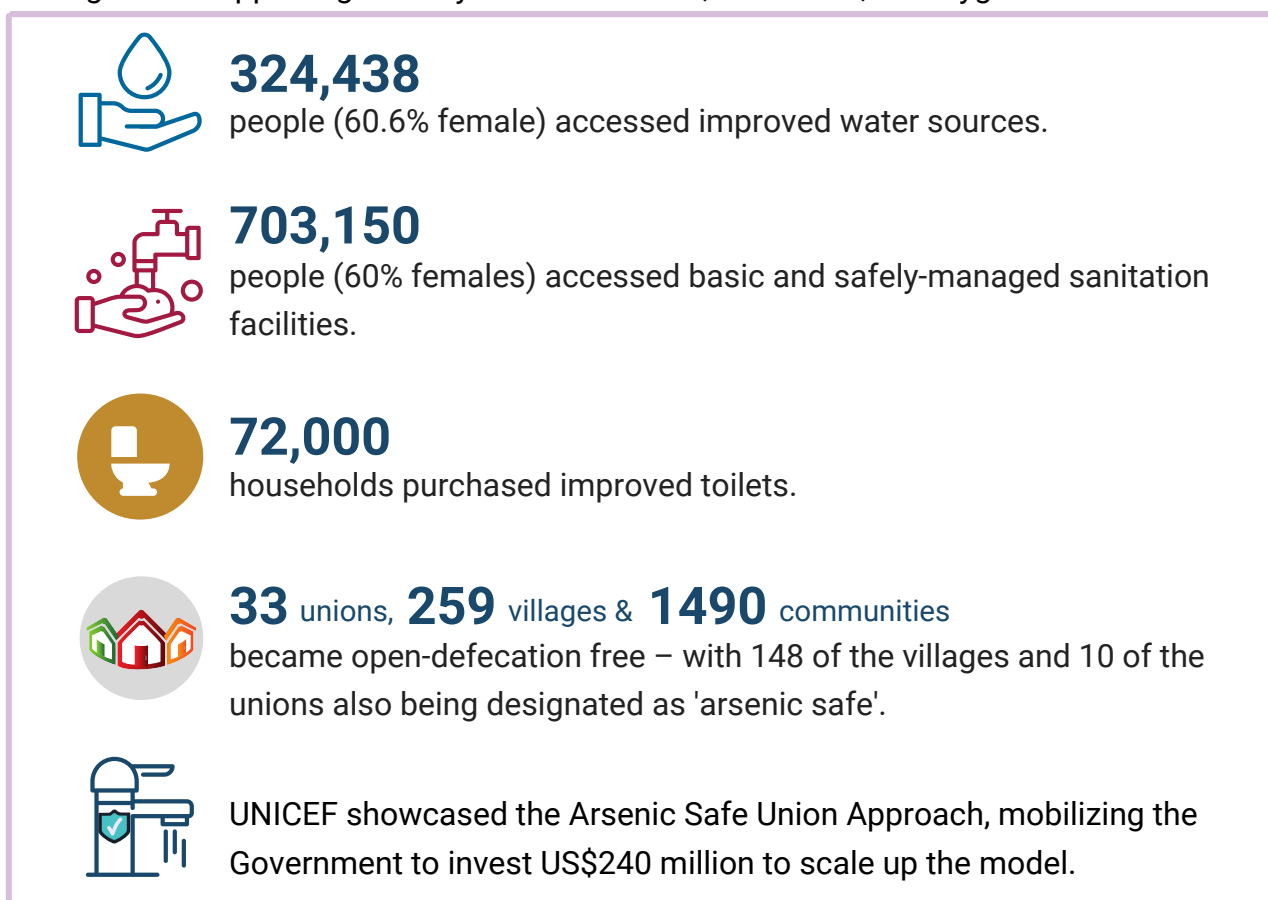 324,438
people (60.6% female) accessed improved water sources.
703,150
people (60% females) accessed basic and safely-managed sanitation
facilities.
72,000
households purchased improved toilets.
33 unions, 259 villages & 1490 communities
became open-defecation free – with 148 of the villages and 10 of the
unions also being designated as 'arsenic safe'.
UNICEF showcased the Arsenic Safe Union Approach, mobilizing the
Government to invest US$240 million to scale up the model.